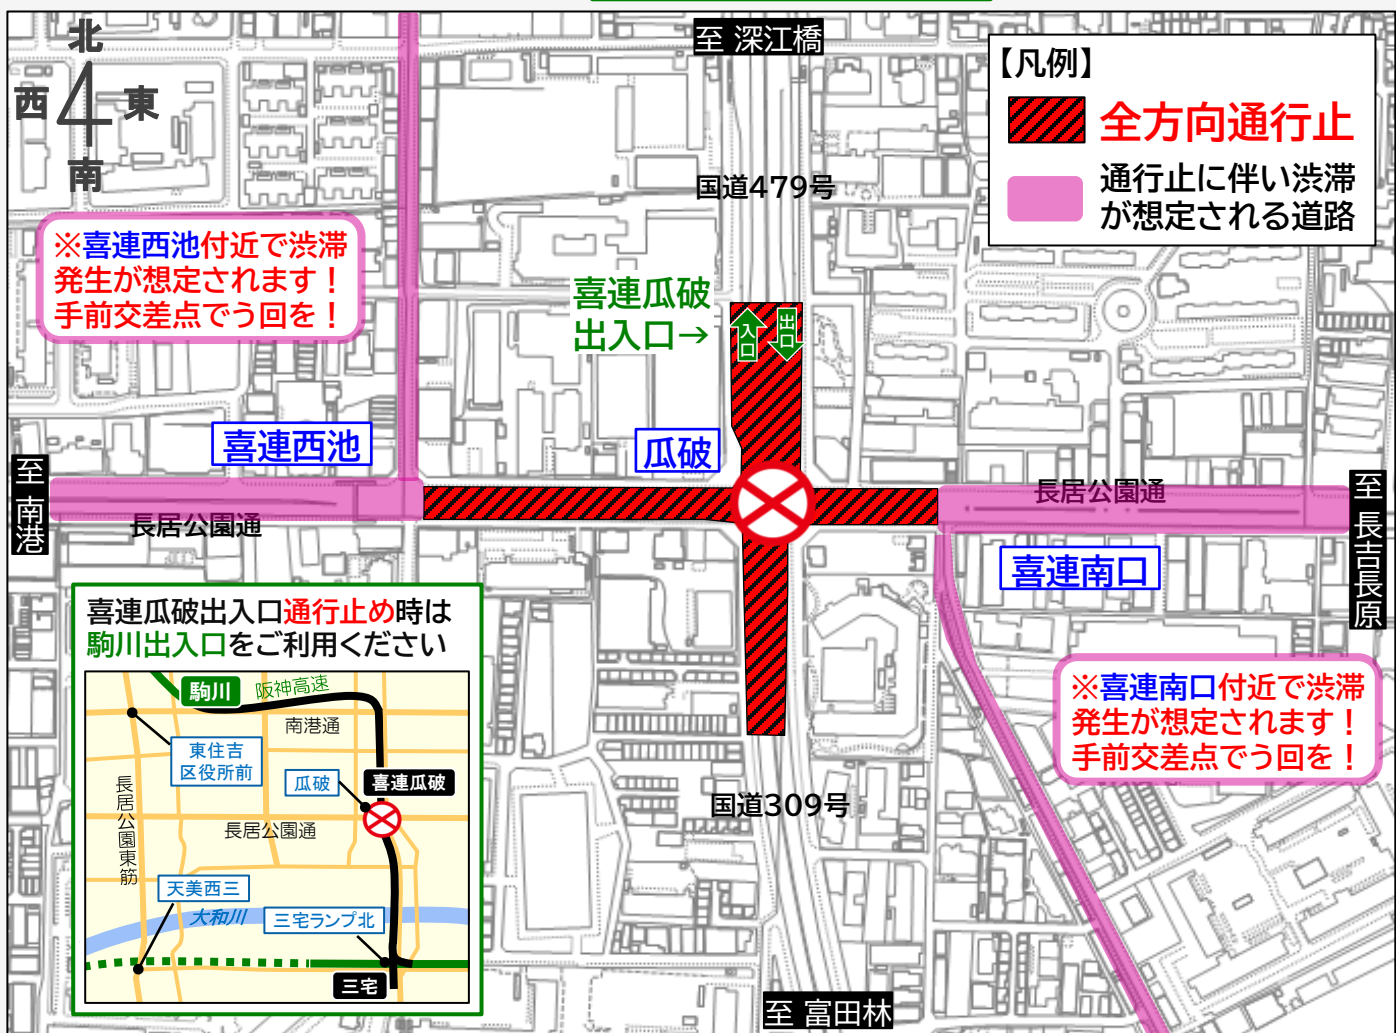 北
西 東
南
至 深江橋
【凡例】
全方向通行止
通行止に伴い渋滞
が想定される道路
国道479号
※喜連西池付近で渋滞
発生が想定されます！
手前交差点でう回を！
喜連瓜破
出入口→
入口
出口
喜連西池
瓜破
至 南港
長居公園通
長居公園通
至 長吉長原
喜連南口
※喜連南口付近で渋滞
発生が想定されます！
手前交差点でう回を！
国道309号
至 富田林
喜連瓜破出入口通行止め時は
駒川出入口をご利用ください
駒川
阪神高速
南港通
東住吉
区役所前
瓜破
喜連瓜破
長居公園東筋
長居公園通
天美西三
大和川
三宅ランプ北
三宅